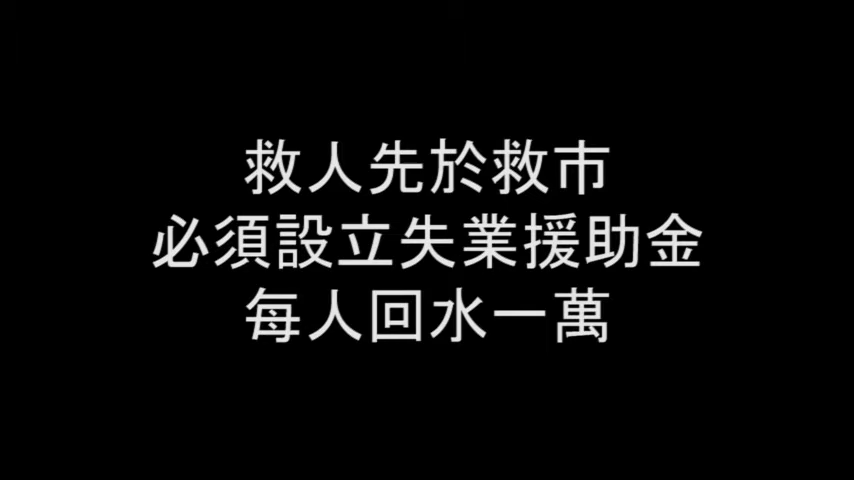 救人先於救市
必須設立失業援助金
每人回水一萬